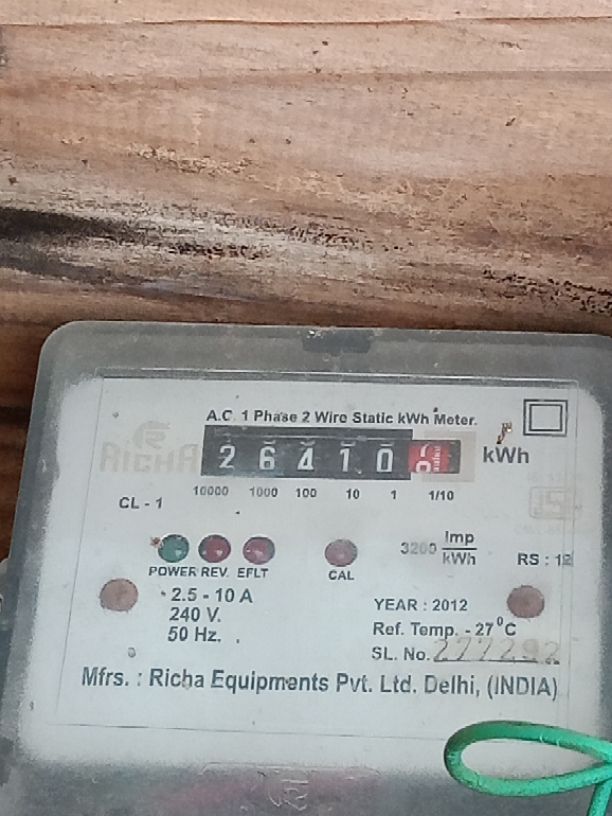 A.C. 1 Phase 2 Wire Static kWh Meter.
RICHA
2 6 4 1 0
kWh
10000 1000 100 10 1 1/10
CL - 1
3200 Imp
kWh
RS : 12
POWER REV. EFLT
CAL
2.5 - 10 A
240 V.
50 Hz.
YEAR : 2012
Ref. Temp. - 27°C
SL. No. 277292
Mfrs. : Richa Equipments Pvt. Ltd. Delhi, (INDIA)